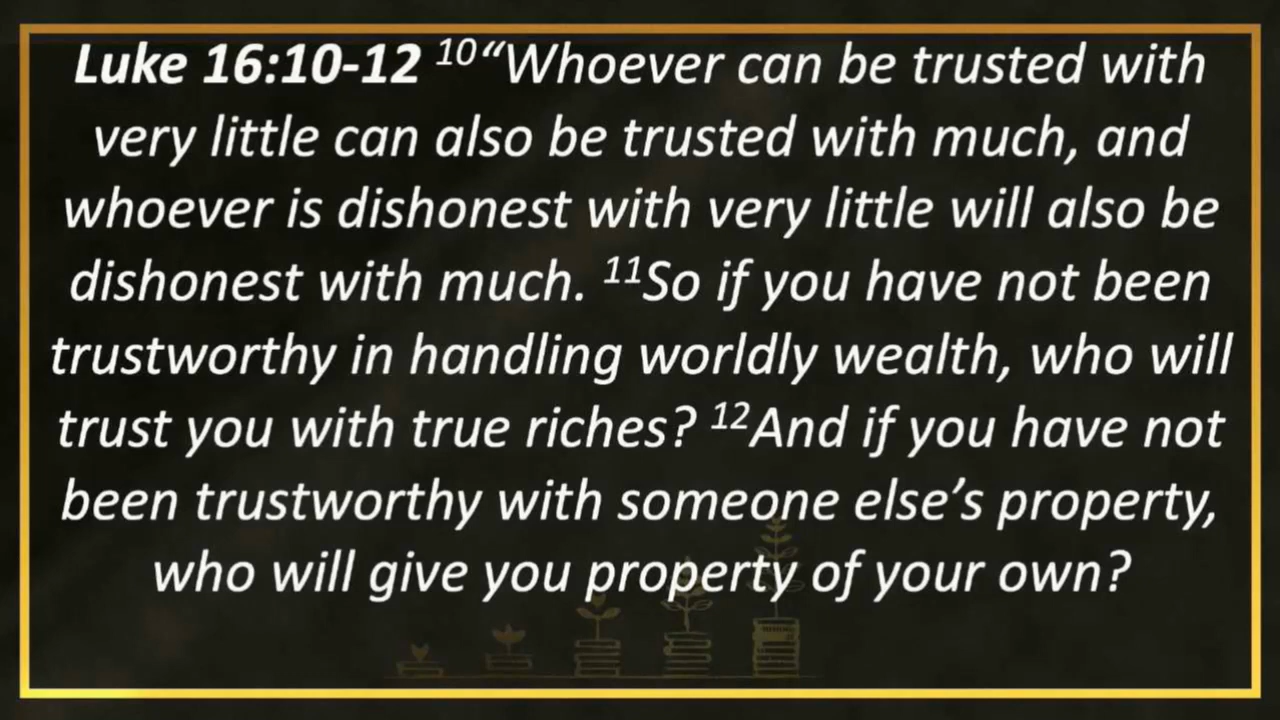 Luke 16:10-12 ¹⁰“Whoever can be trusted with
very little can also be trusted with much, and
whoever is dishonest with very little will also be
dishonest with much. ¹¹So if you have not been
trustworthy in handling worldly wealth, who will
trust you with true riches? ¹²And if you have not
been trustworthy with someone else’s property,
who will give you property of your own?